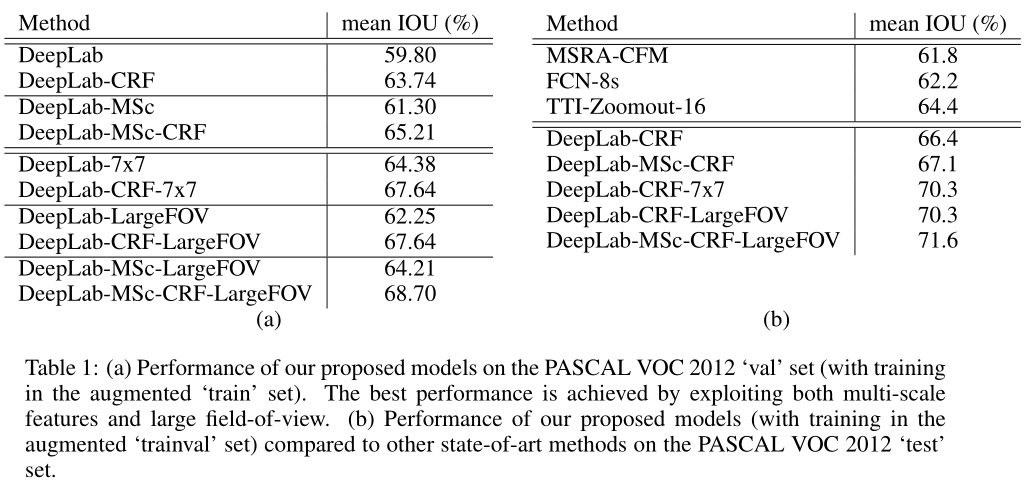 Method mean IOU (%)
DeepLab 59.80
DeepLab-CRF 63.74
DeepLab-MSc 61.30
DeepLab-MSc-CRF 65.21
DeepLab-7x7 64.38
DeepLab-CRF-7x7 67.64
DeepLab-LargeFOV 62.25
DeepLab-CRF-LargeFOV 67.64
DeepLab-MSc-LargeFOV 64.21
DeepLab-MSc-CRF-LargeFOV 68.70
(a)
Method mean IOU (%)
MSRA-CFM 61.8
FCN-8s 62.2
TTI-Zoomout-16 64.4
DeepLab-CRF 66.4
DeepLab-MSc-CRF 67.1
DeepLab-CRF-7x7 70.3
DeepLab-CRF-LargeFOV 70.3
DeepLab-MSc-CRF-LargeFOV 71.6
(b)
Table 1: (a) Performance of our proposed models on the PASCAL VOC 2012 ‘val’ set (with training
in the augmented ‘train’ set). The best performance is achieved by exploiting both multi-scale
features and large field-of-view. (b) Performance of our proposed models (with training in the
augmented ‘trainval’ set) compared to other state-of-art methods on the PASCAL VOC 2012 ‘test’
set.